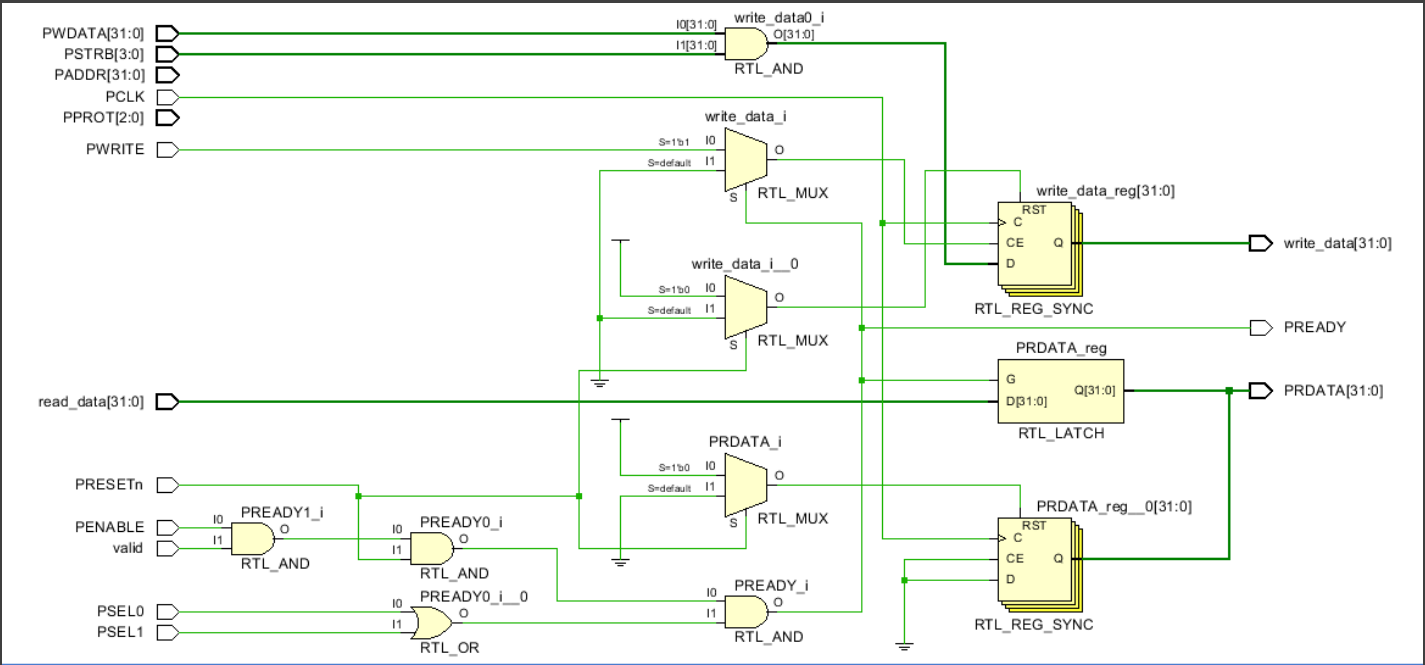 write_data0_i
PWDATA[31:0]
I0[31:0]
O[31:0]
PSTRB[3:0]
I1[31:0]
PADDR[31:0]
RTL_AND
PCLK
PPROT[2:0]
write_data_i
PWRITE
S=1'b1
I0
O
S=default
I1
S
RTL_MUX
write_data_reg[31:0]
RST
C
CE
Q
D
write_data[31:0]
RTL_REG_SYNC
write_data_i__0
S=1'b0
I0
O
S=default
I1
S
RTL_MUX
PREADY
PRDATA_reg
G
Q[31:0]
D[31:0]
PRDATA[31:0]
RTL_LATCH
read_data[31:0]
PRDATA_i
S=1'b0
I0
O
S=default
I1
S
RTL_MUX
PRESETn
PRDATA_reg__0[31:0]
RST
C
CE
Q
D
RTL_REG_SYNC
PENABLE
valid
PREADY1_i
I0
O
I1
RTL_AND
PREADY0_i
I0
O
I1
RTL_AND
PREADY_i
I0
O
I1
RTL_AND
PSEL0
PSEL1
PREADY0_i__0
I0
O
I1
RTL_OR